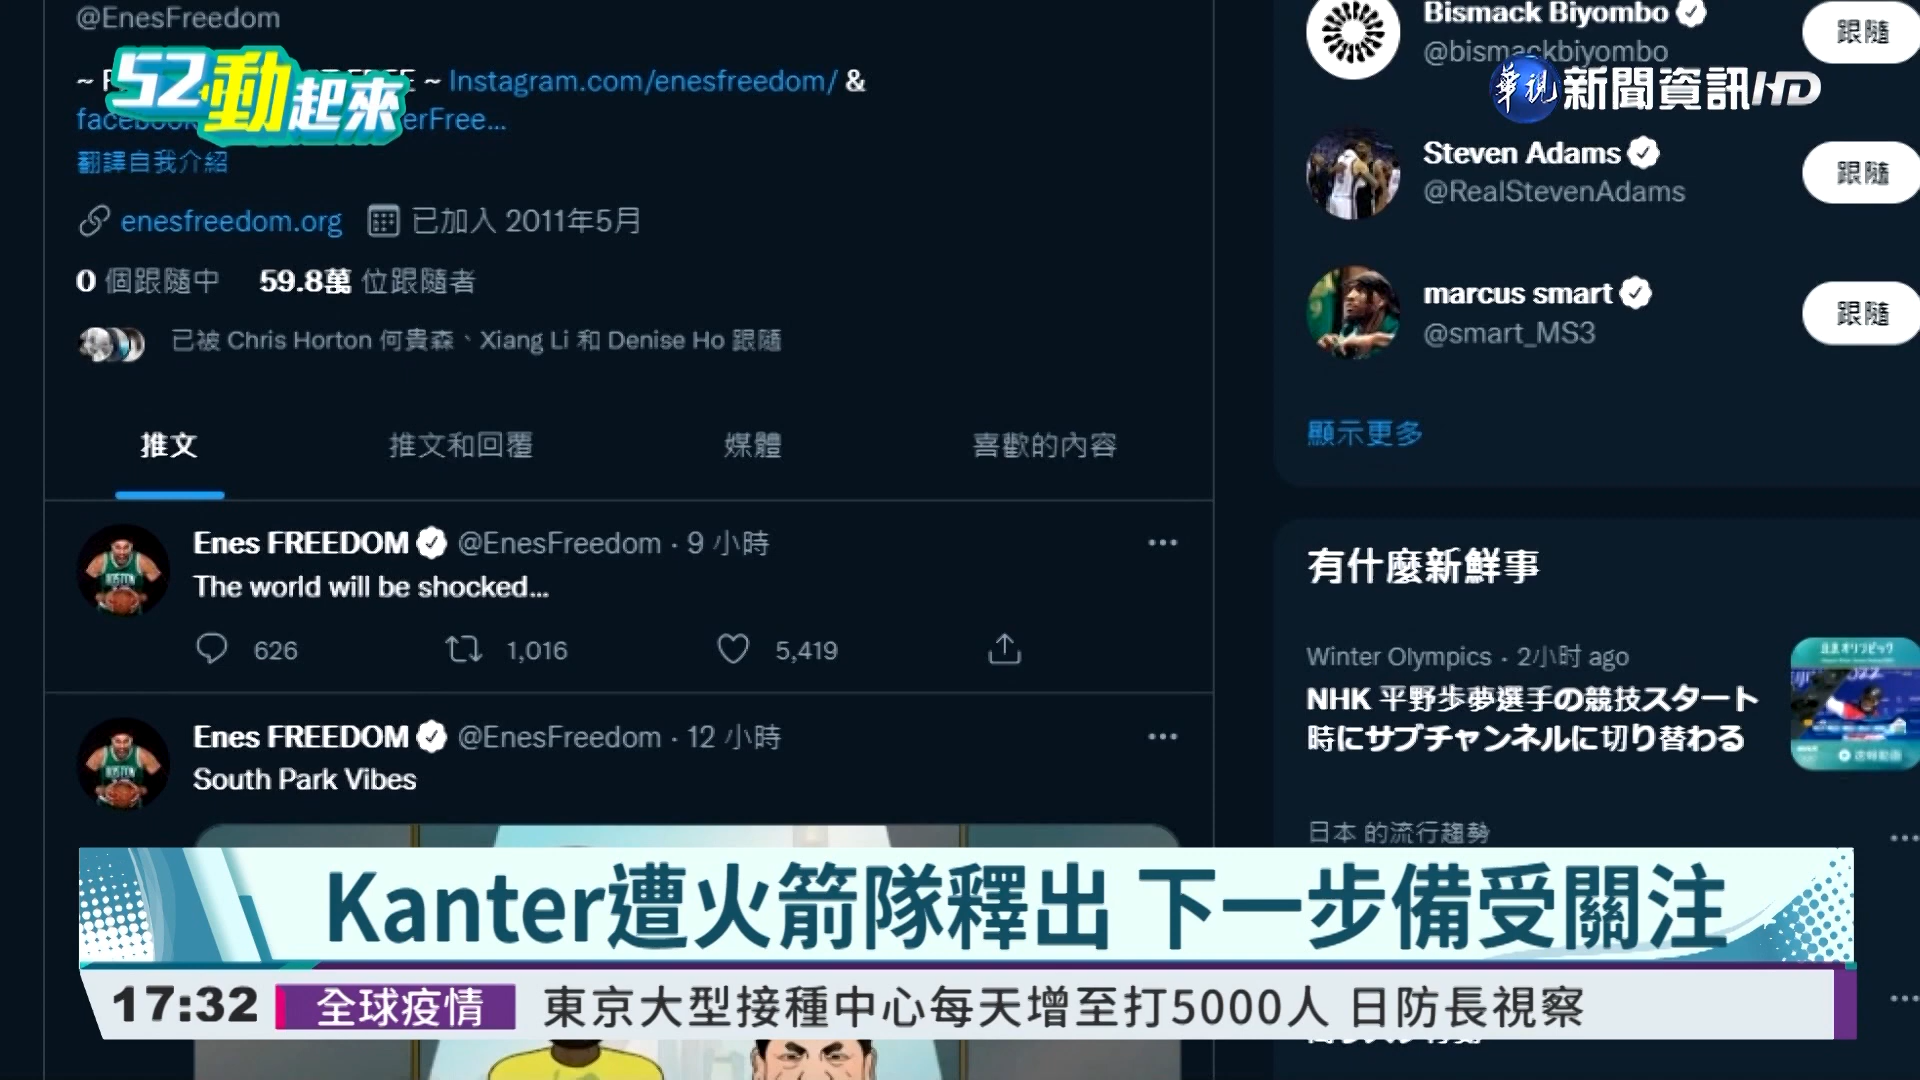 @EnesFreedom
52動起來
Instagram.com/enesfreedom/ &
erFree...
翻譯自我介紹
enesfreedom.org 已加入 2011年5月
0 個跟隨中 59.8萬 位跟隨者
已被 Chris Horton 何貴森、Xiang Li 和 Denise Ho 跟隨
推文 推文和回覆 媒體 喜歡的內容
Enes FREEDOM @EnesFreedom · 9 小時
The world will be shocked...
626 1,016 5,419
Enes FREEDOM @EnesFreedom · 12 小時
South Park Vibes
Bismack Biyombo
@bismackbiyombo
跟隨
華視 新聞資訊HD
Steven Adams
@RealStevenAdams
跟隨
marcus smart
@smart_MS3
跟隨
顯示更多
有什麼新鮮事
Winter Olympics · 2小时 ago
NHK 平野歩夢選手の競技スタート
時にサブチャンネルに切り替わる
日本 的流行趨勢
Kanter遭火箭隊釋出 下一步備受關注
17:32 全球疫情 東京大型接種中心每天增至打5000人 日防長視察